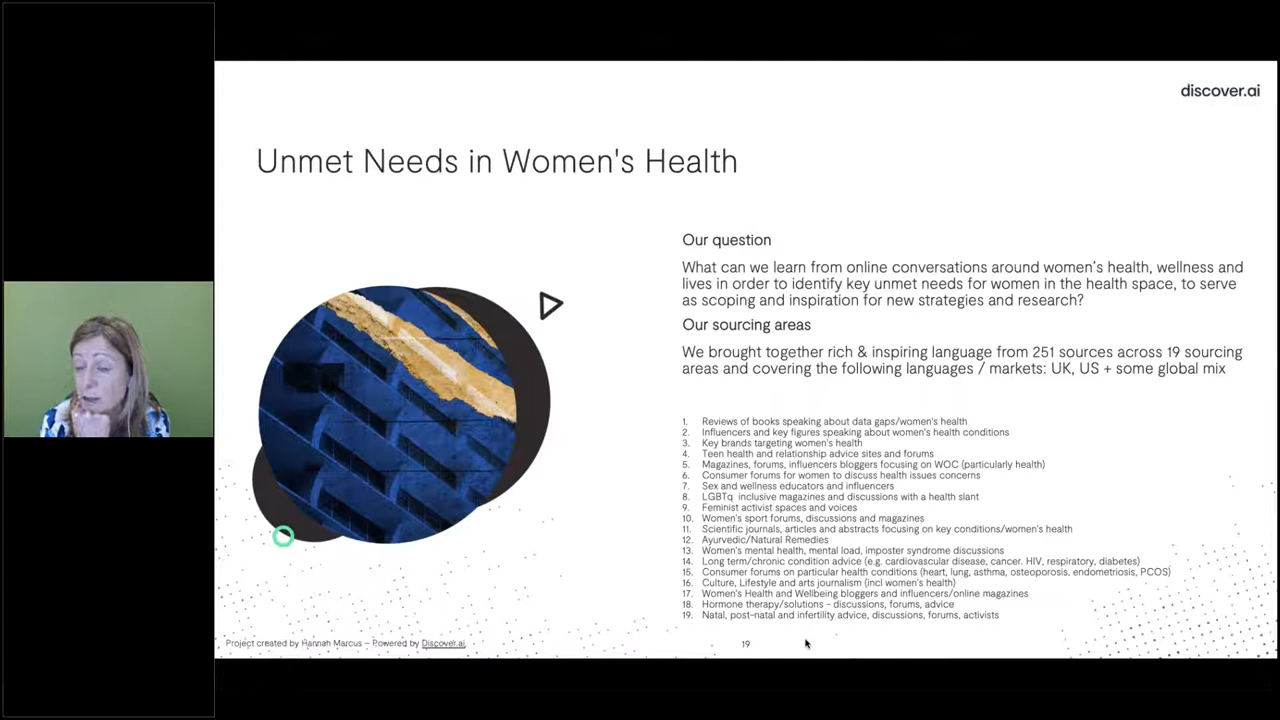 discover.ai
Unmet Needs in Women's Health
Our question
What can we learn from online conversations around women's health, wellness and
lives in order to identify key unmet needs for women in the health space, to serve
as scoping and inspiration for new strategies and research?
Our sourcing areas
We brought together rich & inspiring language from 251 sources across 19 sourcing
areas and covering the following languages / markets: UK, US + some global mix
1. Reviews of books speaking about data gaps/women's health
2. Influencers and key figures speaking about women's health conditions
3. Key brands targeting women's health
4. Teen health and relationship advice sites and forums
5. Magazines, forums, influencers bloggers focusing on WOC (particularly health)
6. Consumer forums for women to discuss health issues concerns
7. Sex and wellness educators and influencers
8. LGBTq inclusive magazines and discussions with a health slant
9. Feminist activist spaces and voices
10. Women's sport forums, discussions and magazines
11. Scientific journals, articles and abstracts focusing on key conditions/women's health
12. Ayurvedic/Natural Remedies
13. Women's mental health, mental load, imposter syndrome discussions
14. Long term/chronic condition advice (e.g. cardiovascular disease, cancer. HIV, respiratory, diabetes)
15. Consumer forums on particular health conditions (heart, lung, asthma, osteoporosis, endometriosis, PCOS)
16. Culture, Lifestyle and arts journalism (incl women's health)
17. Women's Health and Wellbeing bloggers and influencers/online magazines
18. Hormone therapy/solutions - discussions, forums, advice
19. Natal, post-natal and infertility advice, discussions, forums, activists
Project created by Hannah Marcus – Powered by Discover.ai
19